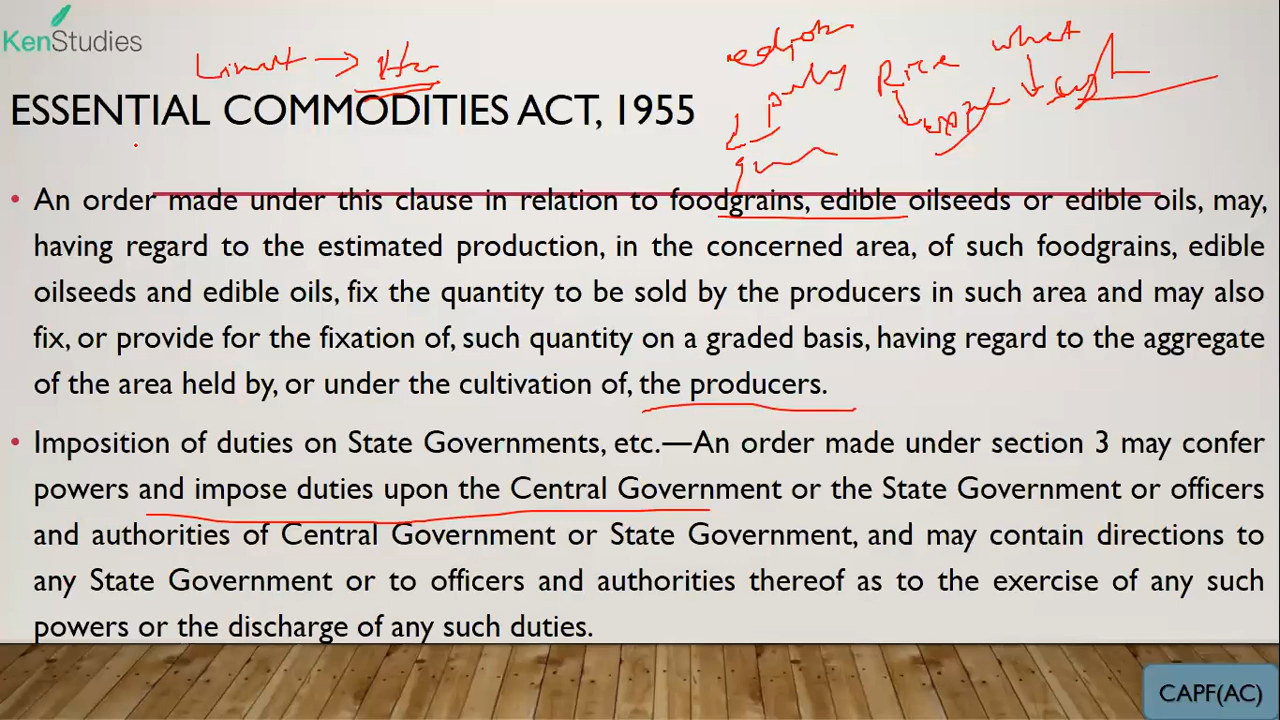 KenStudies
Limit →
Rice
what
ESSENTIAL COMMODITIES ACT, 1955
• An order made under this clause in relation to foodgrains, edible oilseeds or edible oils, may,
having regard to the estimated production, in the concerned area, of such foodgrains, edible
oilseeds and edible oils, fix the quantity to be sold by the producers in such area and may also
fix, or provide for the fixation of, such quantity on a graded basis, having regard to the aggregate
of the area held by, or under the cultivation of, the producers.
• Imposition of duties on State Governments, etc.—An order made under section 3 may confer
powers and impose duties upon the Central Government or the State Government or officers
and authorities of Central Government or State Government, and may contain directions to
any State Government or to officers and authorities thereof as to the exercise of any such
powers or the discharge of any such duties.
CAPF(AC)